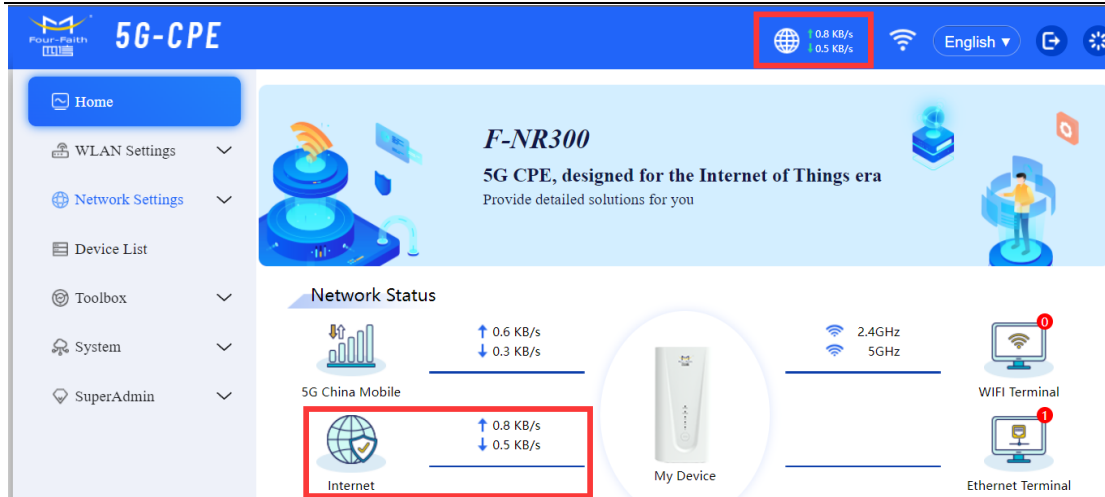 Four-Faith
四信
5G-CPE
↑ 0.8 KB/s
↓ 0.5 KB/s
English ▼
Home
WLAN Settings
Network Settings
Device List
Toolbox
System
SuperAdmin
F-NR300
5G CPE, designed for the Internet of Things era
Provide detailed solutions for you
Network Status
↑ 0.6 KB/s
↓ 0.3 KB/s
5G China Mobile
↑ 0.8 KB/s
↓ 0.5 KB/s
Internet
My Device
2.4GHz
5GHz
0
WIFI Terminal
1
Ethernet Terminal